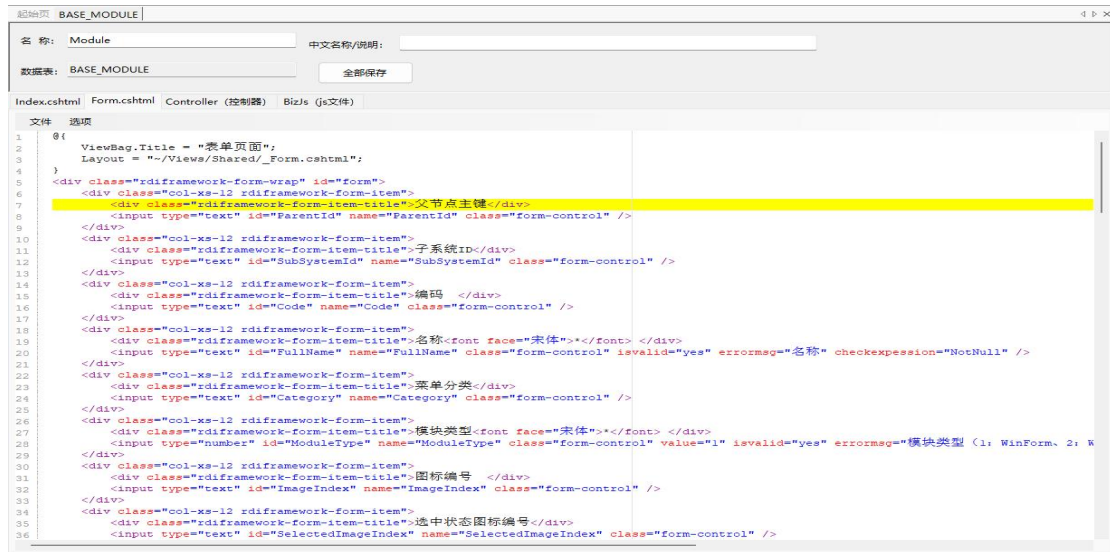 起始页 BASE_MODULE
名 称: Module 中文名称/说明:
数据表: BASE_MODULE 全部保存
Index.cshtml Form.cshtml Controller (控制器) BizJs (js文件)
文件 选项
1 @{
2 ViewBag.Title = "表单页面";
3 Layout = "~/Views/Shared/_Form.cshtml";
4 }
5 <div class="rdiframework-form-wrap" id="form">
6 <div class="col-xs-12 rdiframework-form-item">
7 <div class="rdiframework-form-item-title">父节点主键</div>
8 <input type="text" id="ParentId" name="ParentId" class="form-control" />
9 </div>
10 <div class="col-xs-12 rdiframework-form-item">
11 <div class="rdiframework-form-item-title">子系统ID</div>
12 <input type="text" id="SubSystemId" name="SubSystemId" class="form-control" />
13 </div>
14 <div class="col-xs-12 rdiframework-form-item">
15 <div class="rdiframework-form-item-title">编码 </div>
16 <input type="text" id="Code" name="Code" class="form-control" />
17 </div>
18 <div class="col-xs-12 rdiframework-form-item">
19 <div class="rdiframework-form-item-title">名称<font face="宋体">*</font> </div>
20 <input type="text" id="FullName" name="FullName" class="form-control" isvalid="yes" errormsg="名称" checkexpession="NotNull" />
21 </div>
22 <div class="col-xs-12 rdiframework-form-item">
23 <div class="rdiframework-form-item-title">菜单分类</div>
24 <input type="text" id="Category" name="Category" class="form-control" />
25 </div>
26 <div class="col-xs-12 rdiframework-form-item">
27 <div class="rdiframework-form-item-title">模块类型<font face="宋体">*</font> </div>
28 <input type="number" id="ModuleType" name="ModuleType" class="form-control" value="1" isvalid="yes" errormsg="模块类型（1: WinForm、2: W
29 </div>
30 <div class="col-xs-12 rdiframework-form-item">
31 <div class="rdiframework-form-item-title">图标编号 </div>
32 <input type="text" id="ImageIndex" name="ImageIndex" class="form-control" />
33 </div>
34 <div class="col-xs-12 rdiframework-form-item">
35 <div class="rdiframework-form-item-title">选中状态图标编号</div>
36 <input type="text" id="SelectedImageIndex" name="SelectedImageIndex" class="form-control" />